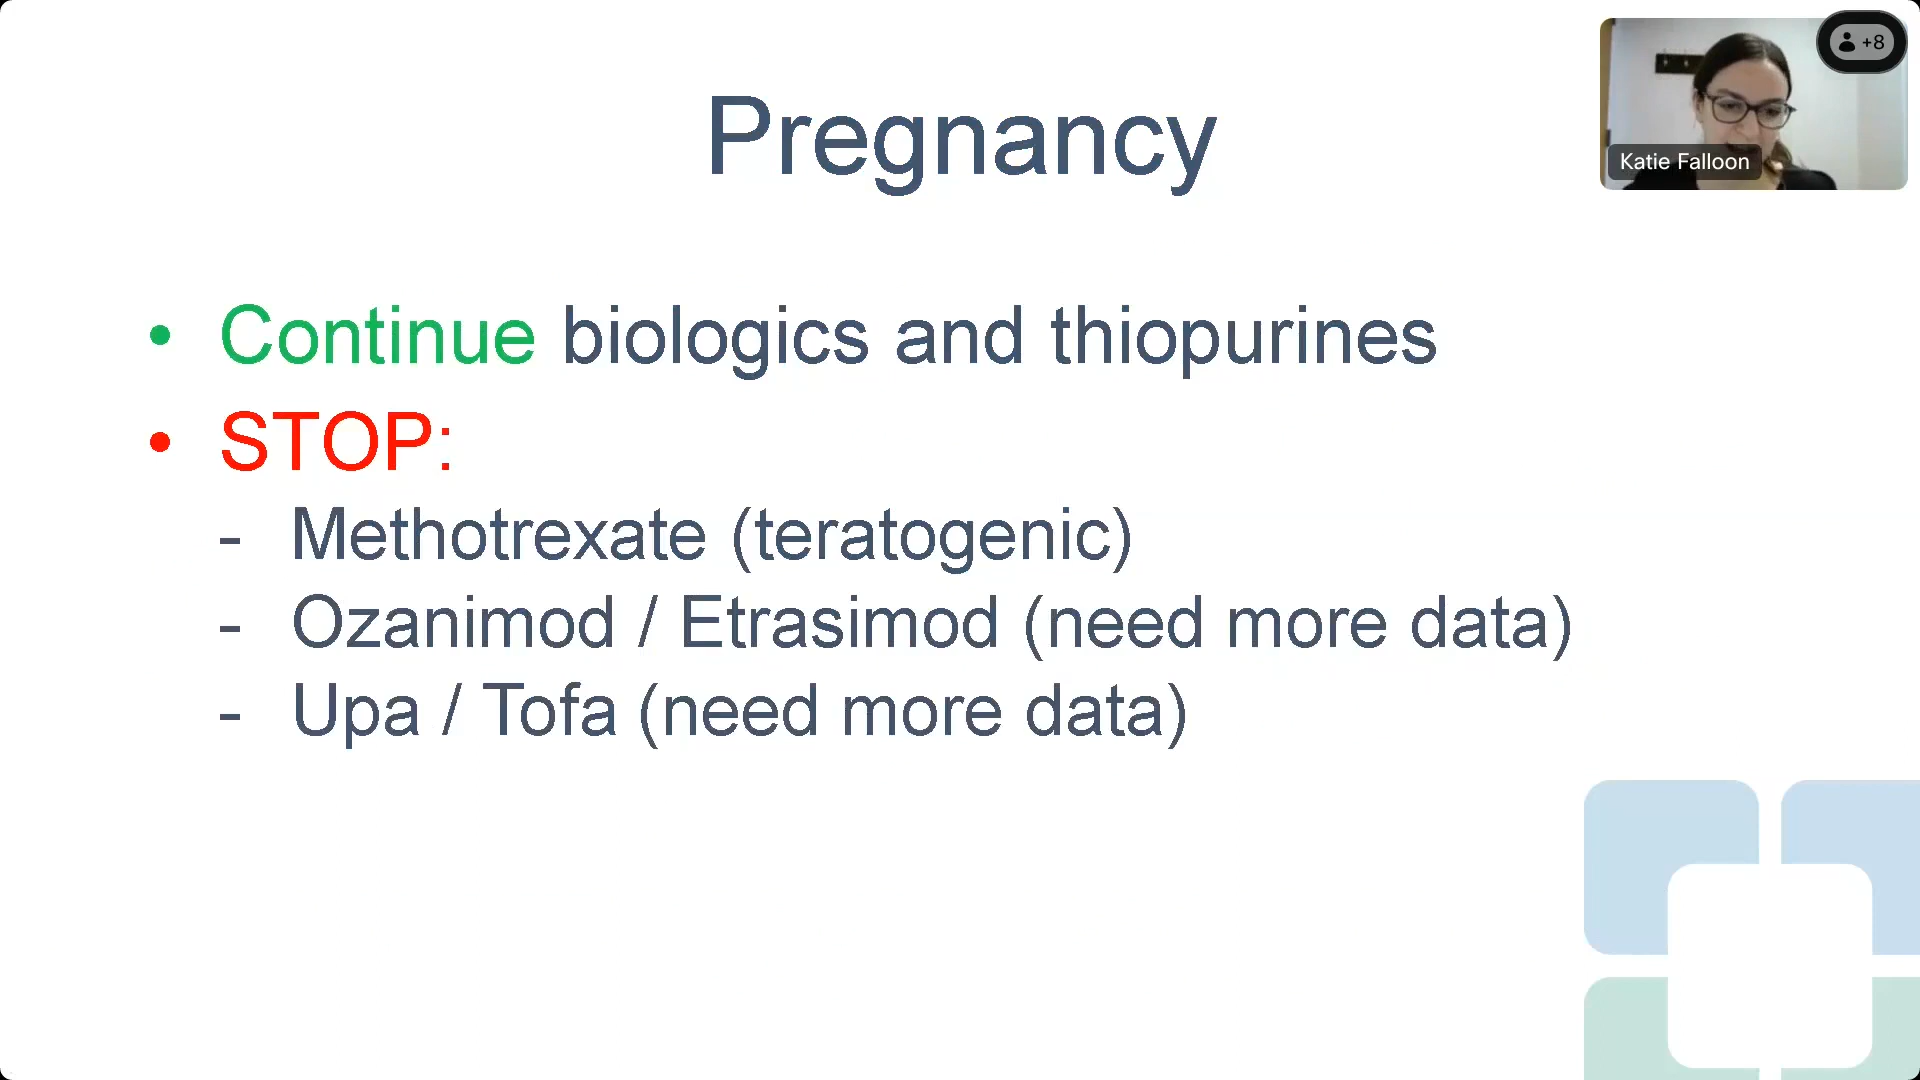 Pregnancy
+8
Katie Falloon
• Continue biologics and thiopurines
• STOP:
- Methotrexate (teratogenic)
- Ozanimod / Etrasimod (need more data)
- Upa / Tofa (need more data)